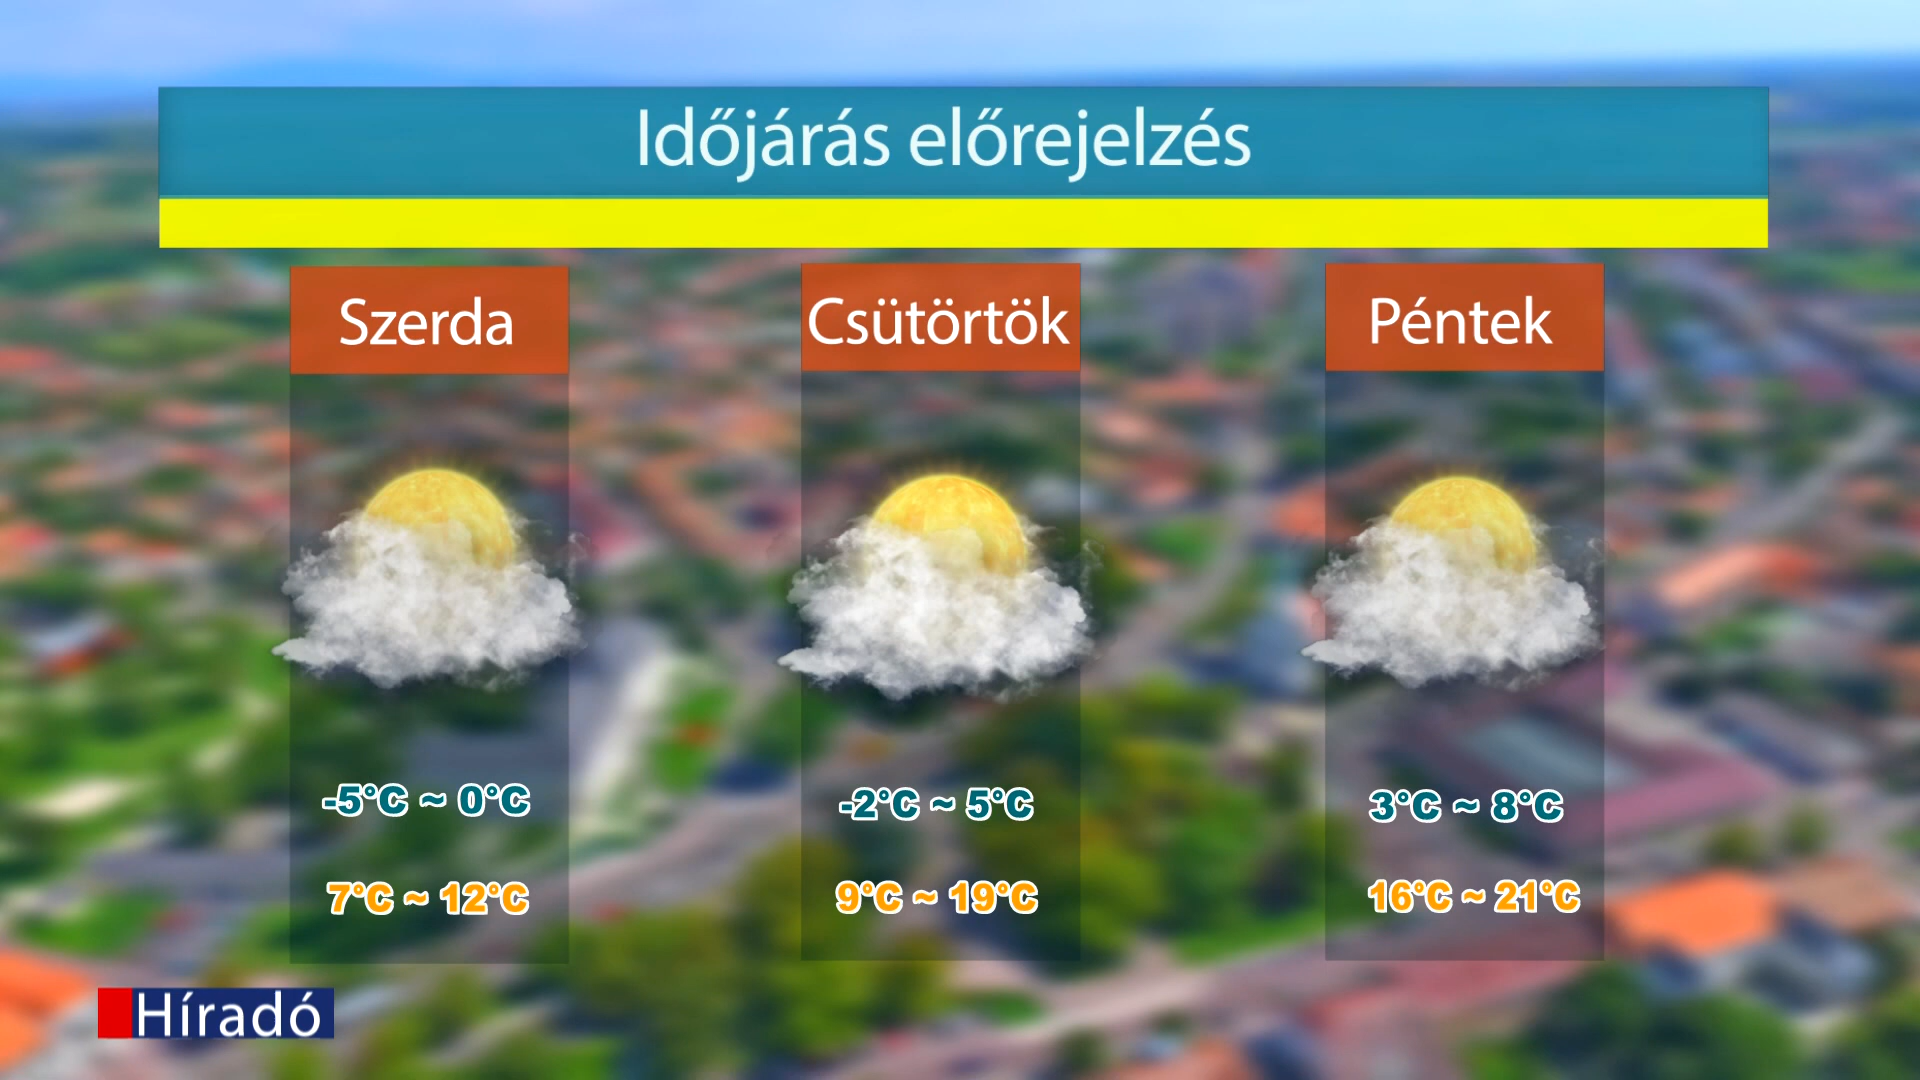 Időjárás előrejelzés
Szerda
Csütörtök
Péntek
-5°C ~ 0°C
-2°C ~ 5°C
3°C ~ 8°C
7°C ~ 12°C
9°C ~ 19°C
16°C ~ 21°C
Híradó